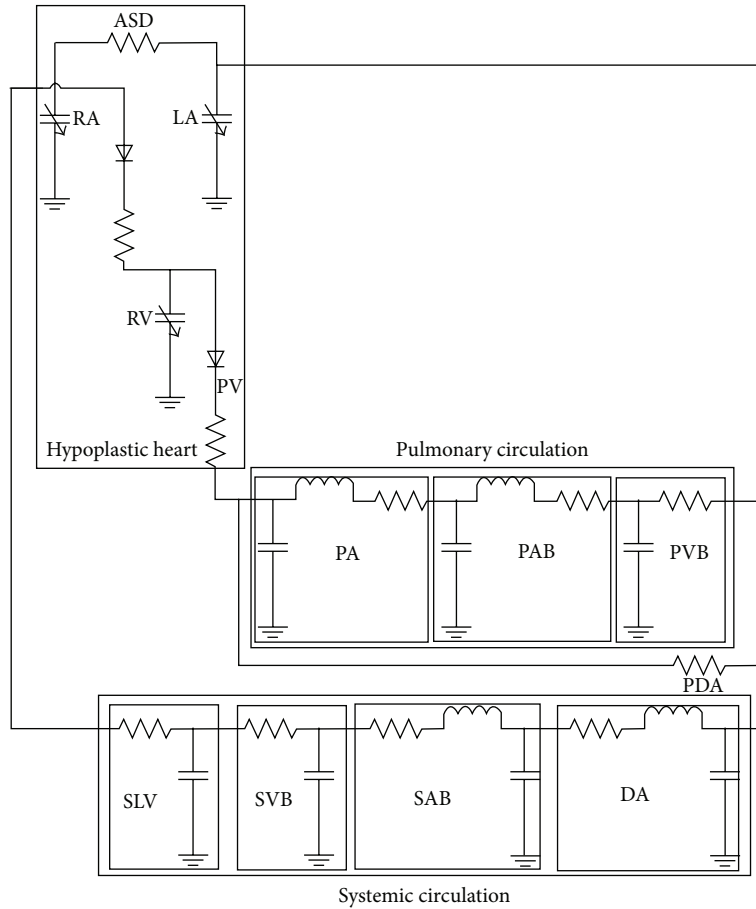 ASD
RA
LA
RV
PV
Hypoplastic heart
Pulmonary circulation
PA
PAB
PVB
PDA
SLV
SVB
SAB
DA
Systemic circulation